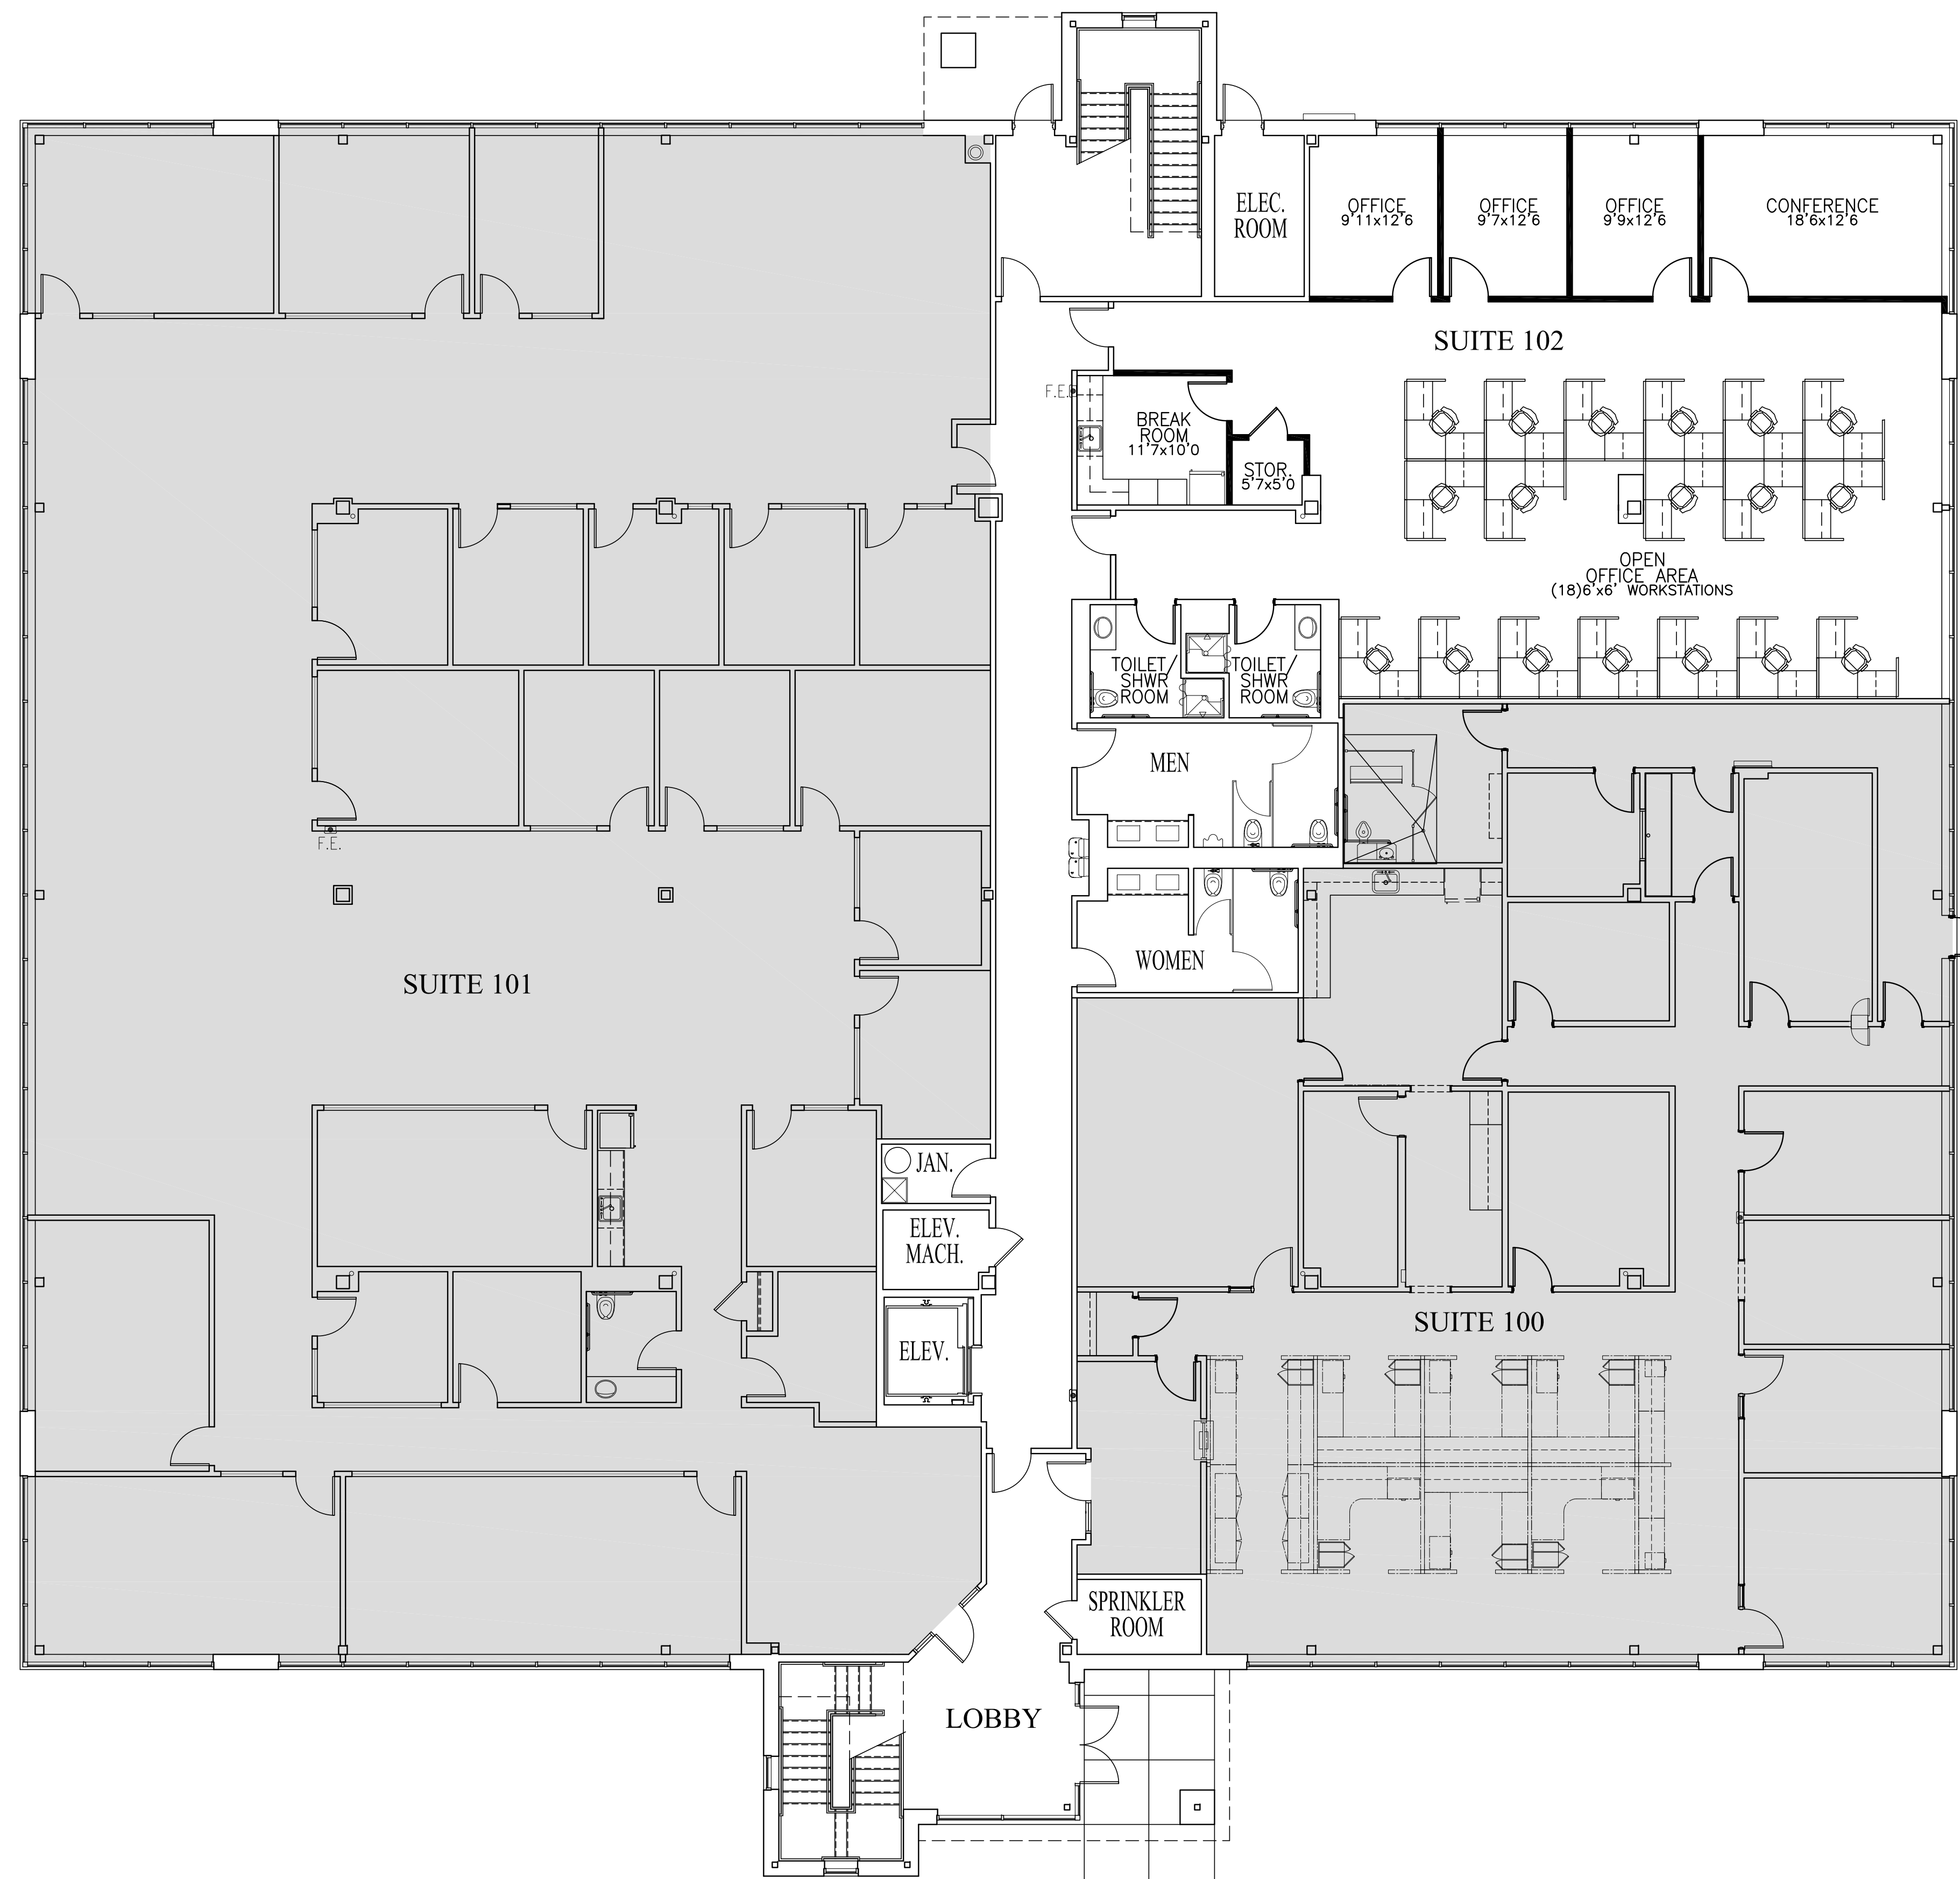 ELEC.
ROOM
OFFICE
9'11x12'6
OFFICE
9'7x12'6
OFFICE
9'9x12'6
CONFERENCE
18'6x12'6
SUITE 102
F.E.
BREAK
ROOM
11'7x10'0
STOR.
5'7x5'0
OPEN
OFFICE AREA
(18)6'x6' WORKSTATIONS
TOILET/
SHWR
ROOM
TOILET/
SHWR
ROOM
MEN
F.E.
WOMEN
SUITE 101
JAN.
ELEV.
MACH.
ELEV.
SUITE 100
SPRINKLER
ROOM
LOBBY